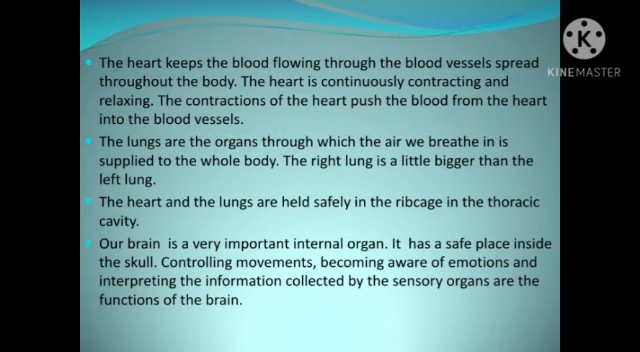 The heart keeps the blood flowing through the blood vessels spread
throughout the body. The heart is continuously contracting and
relaxing. The contractions of the heart push the blood from the heart
into the blood vessels.
The lungs are the organs through which the air we breathe in is
supplied to the whole body. The right lung is a little bigger than the
left lung.
The heart and the lungs are held safely in the ribcage in the thoracic
cavity.
Our brain is a very important internal organ. It has a safe place inside
the skull. Controlling movements, becoming aware of emotions and
interpreting the information collected by the sensory organs are the
functions of the brain.
K
KINEMASTER